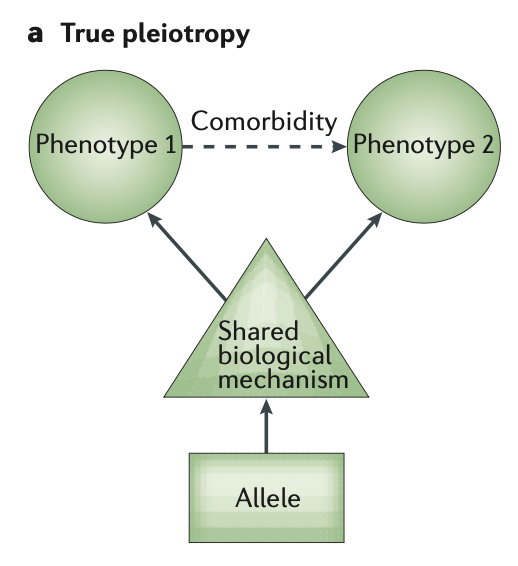 a True pleiotropy
Comorbidity
Phenotype 1
Phenotype 2
Shared
biological
mechanism
Allele